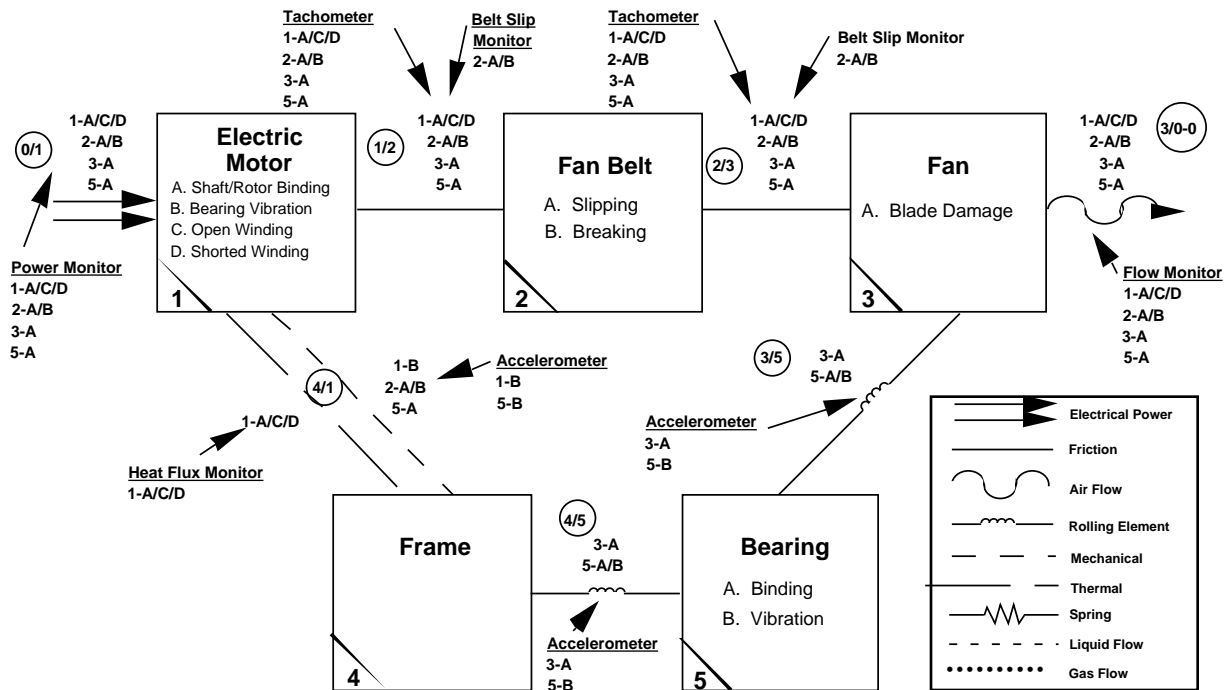 Tachometer
1-A/C/D
2-A/B
3-A
5-A
Belt Slip
Monitor
2-A/B
Tachometer
1-A/C/D
2-A/B
3-A
5-A
Belt Slip Monitor
2-A/B
0/1
1-A/C/D
2-A/B
3-A
5-A
Electric
Motor
A. Shaft/Rotor Binding
B. Bearing Vibration
C. Open Winding
D. Shorted Winding
1
1/2
1-A/C/D
2-A/B
3-A
5-A
Fan Belt
A. Slipping
B. Breaking
2
2/3
1-A/C/D
2-A/B
3-A
5-A
Fan
A. Blade Damage
3
1-A/C/D
2-A/B
3-A
5-A
3/0-0
Power Monitor
1-A/C/D
2-A/B
3-A
5-A
Flow Monitor
1-A/C/D
2-A/B
3-A
5-A
4/1
1-B
2-A/B
5-A
Accelerometer
1-B
5-B
3/5
3-A
5-A/B
1-A/C/D
Heat Flux Monitor
1-A/C/D
Accelerometer
3-A
5-B
Frame
4
4/5
3-A
5-A/B
Accelerometer
3-A
5-B
Bearing
A. Binding
B. Vibration
5
Electrical Power
Friction
Air Flow
Rolling Element
Mechanical
Thermal
Spring
Liquid Flow
Gas Flow